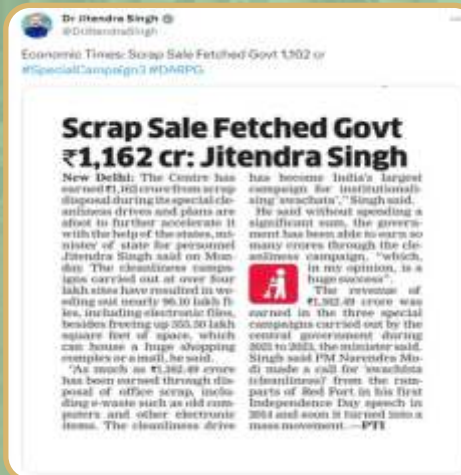 Dr Jitendra Singh
@DrJitendraSingh
Economic Times: Scrap Sale Fetched Govt 1,162 cr
#SpecialCampaign3 #DARPG
Scrap Sale Fetched Govt
₹1,162 cr: Jitendra Singh
New Delhi: The Centre has
earned ₹1,162 crore from scrap
disposal during its special cle-
anliness drives and plans are
afoot to further accelerate it
with the help of the states, mi-
nister of state for personnel
Jitendra Singh said on Mon-
day. The cleanliness campa-
igns carried out at over four
lakh sites have resulted in we-
eding out nearly 96.10 lakh fi-
les, including electronic files,
besides freeing up 355.50 lakh
square feet of space, which
can house a huge shopping
complex or a mall, he said.
"As much as ₹1,162.49 crore
has been earned through dis-
posal of office scrap, inclu-
ding e-waste such as old com-
puters and other electronic
items. The cleanliness drive
has become India's largest
campaign for institutionali-
sing 'swachata'," Singh said.
He said without spending a
significant sum, the govern-
ment has been able to earn so
many crores through the cle-
anliness campaign, "which,
in my opinion, is a
huge success".
The revenue of
₹1,162.49 crore was
earned in the three special
campaigns carried out by the
central government during
2021 to 2023, the minister said.
Singh said PM Narendra Mo-
di made a call for 'swachhta
(cleanliness)' from the ram-
parts of Red Fort in his first
Independence Day speech in
2014 and soon it turned into a
mass movement. —PTI